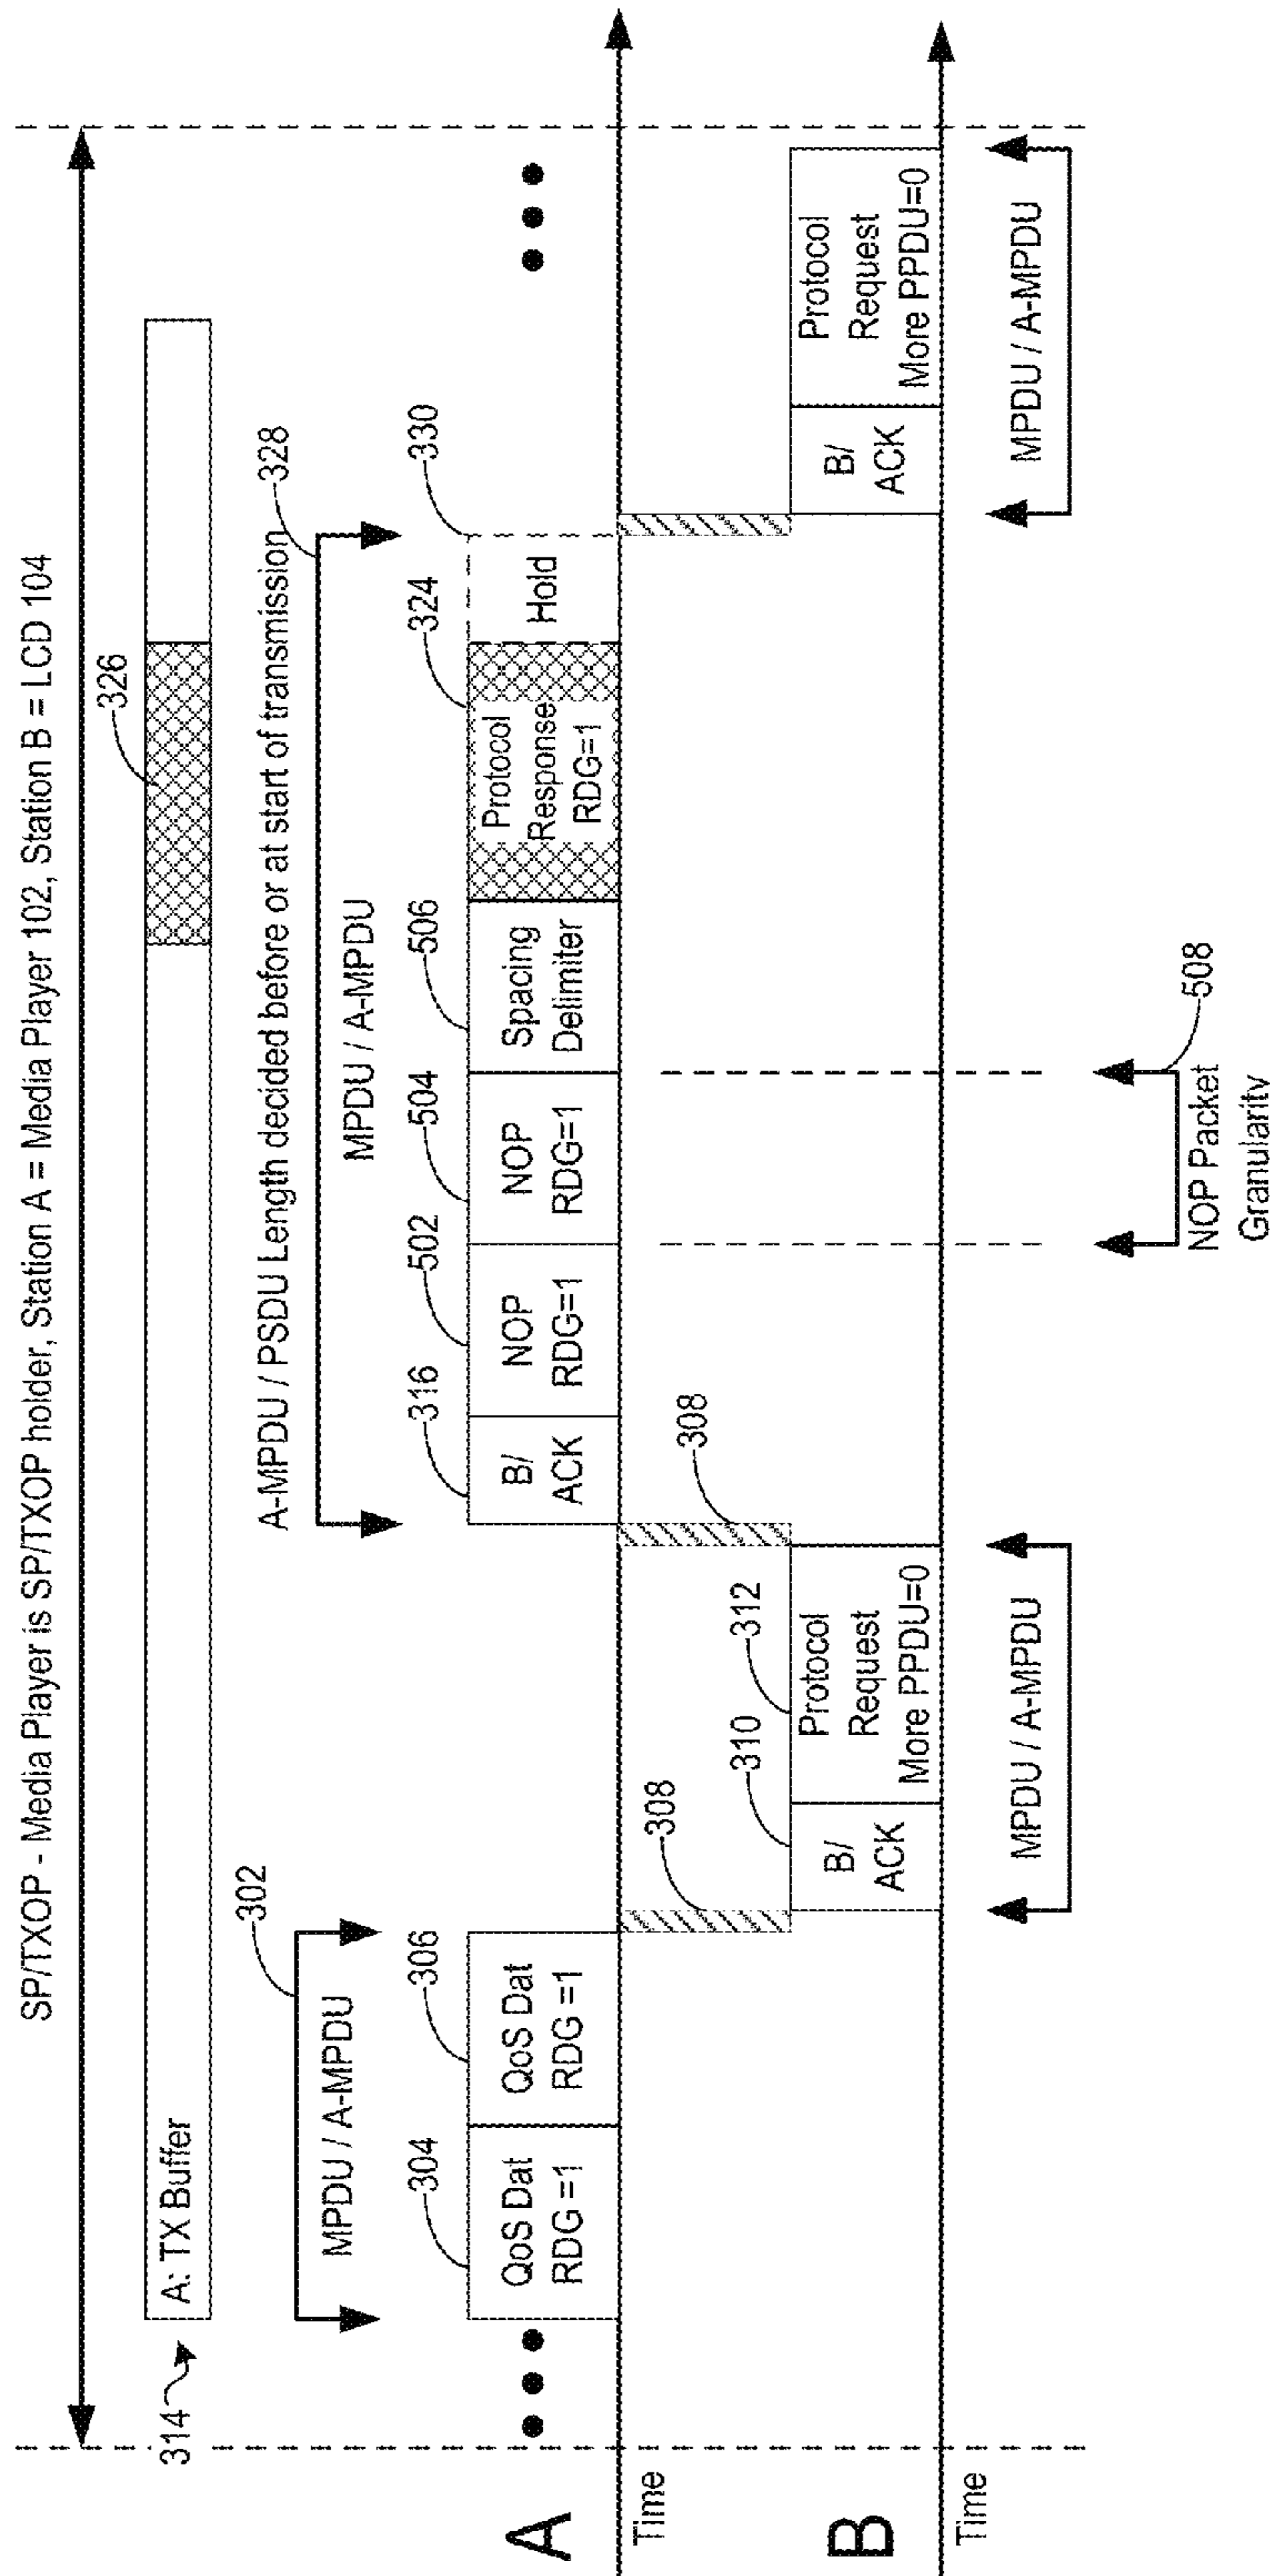 SP/TXOP - Media Player is SP/TXOP holder, Station A = Media Player 102, Station B = LCD 104
314
A: TX Buffer
326
302
MPDU / A-MPDU
A-MPDU / PSDU Length decided before or at start of transmission
328
MPDU / A-MPDU
304
306
316
502
504
506
324
330
A
QoS Dat
RDG =1
QoS Dat
RDG =1
B/
ACK
NOP
RDG=1
NOP
RDG=1
Spacing
Delimiter
Protocol
Response
RDG=1
Hold
Time
308
308
310
312
B
B/
ACK
Protocol
Request
More PPDU=0
B/
ACK
Protocol
Request
More PPDU=0
Time
MPDU / A-MPDU
508
NOP Packet
Granularity
MPDU / A-MPDU